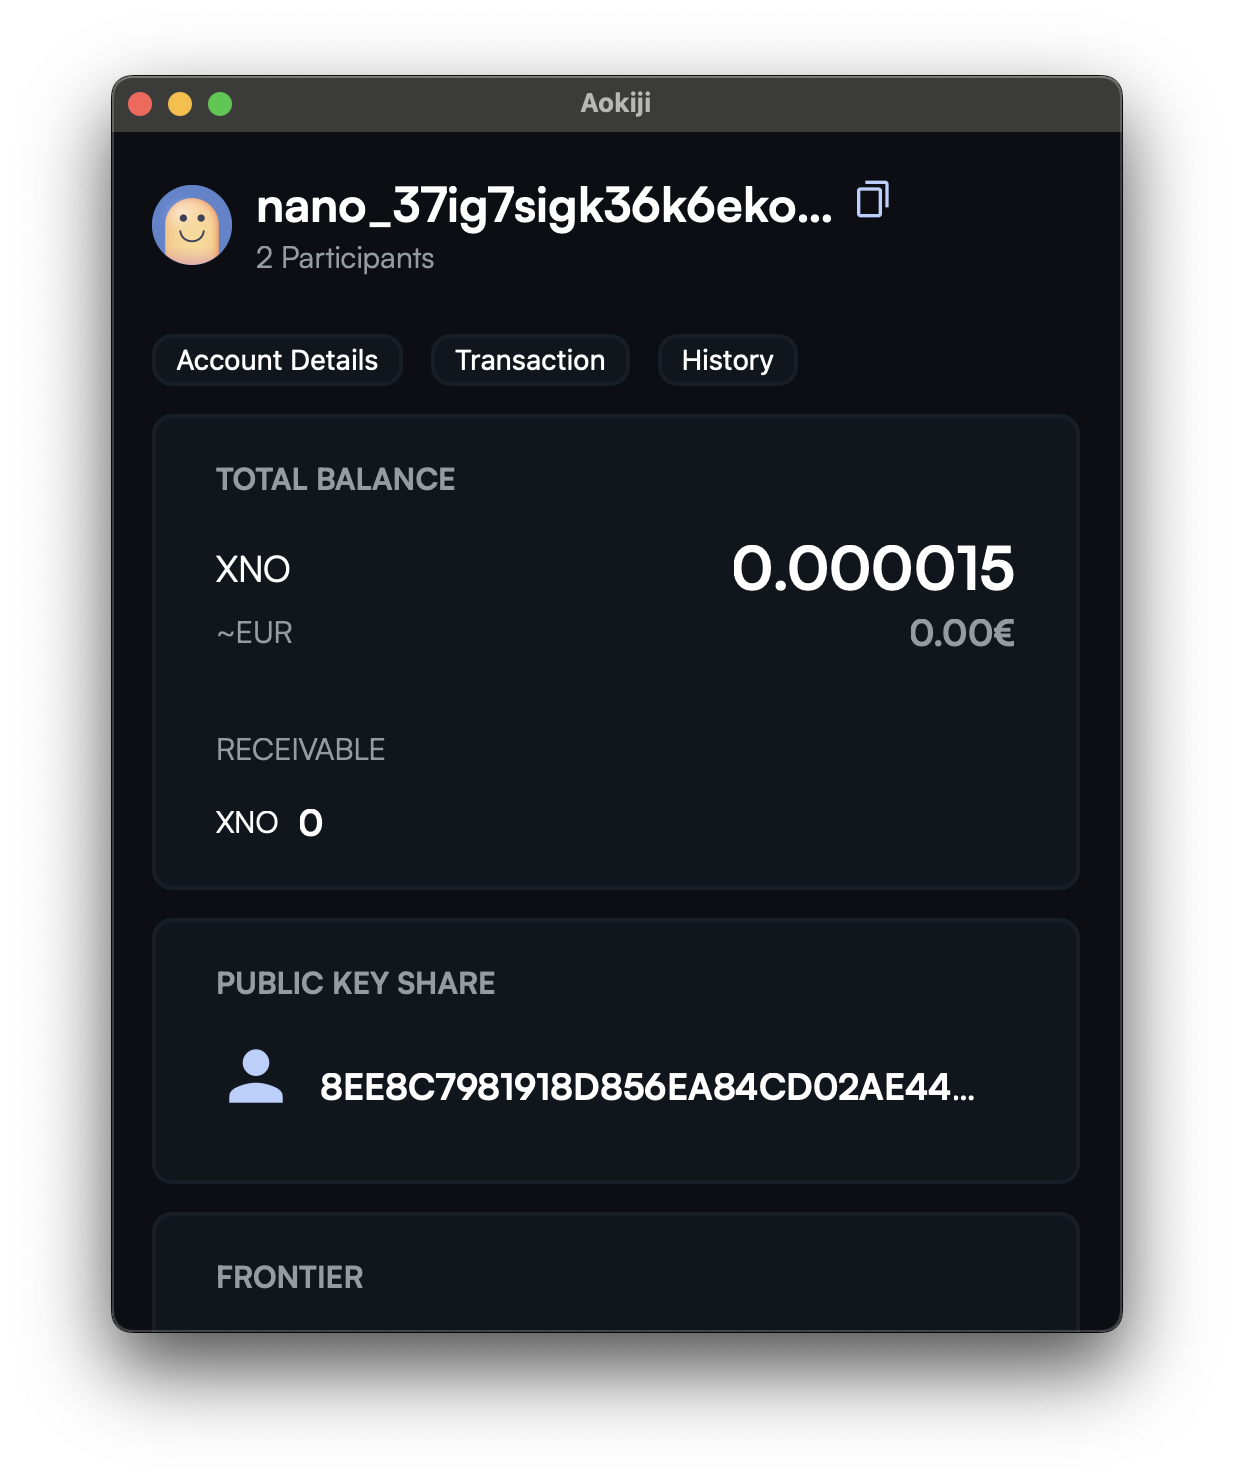 Aokiji
nano_37ig7sigk36k6eko...
2 Participants
Account Details Transaction History
TOTAL BALANCE
XNO 0.000015
~EUR 0.00€
RECEIVABLE
XNO 0
PUBLIC KEY SHARE
8EE8C7981918D856EA84CD02AE44...
FRONTIER